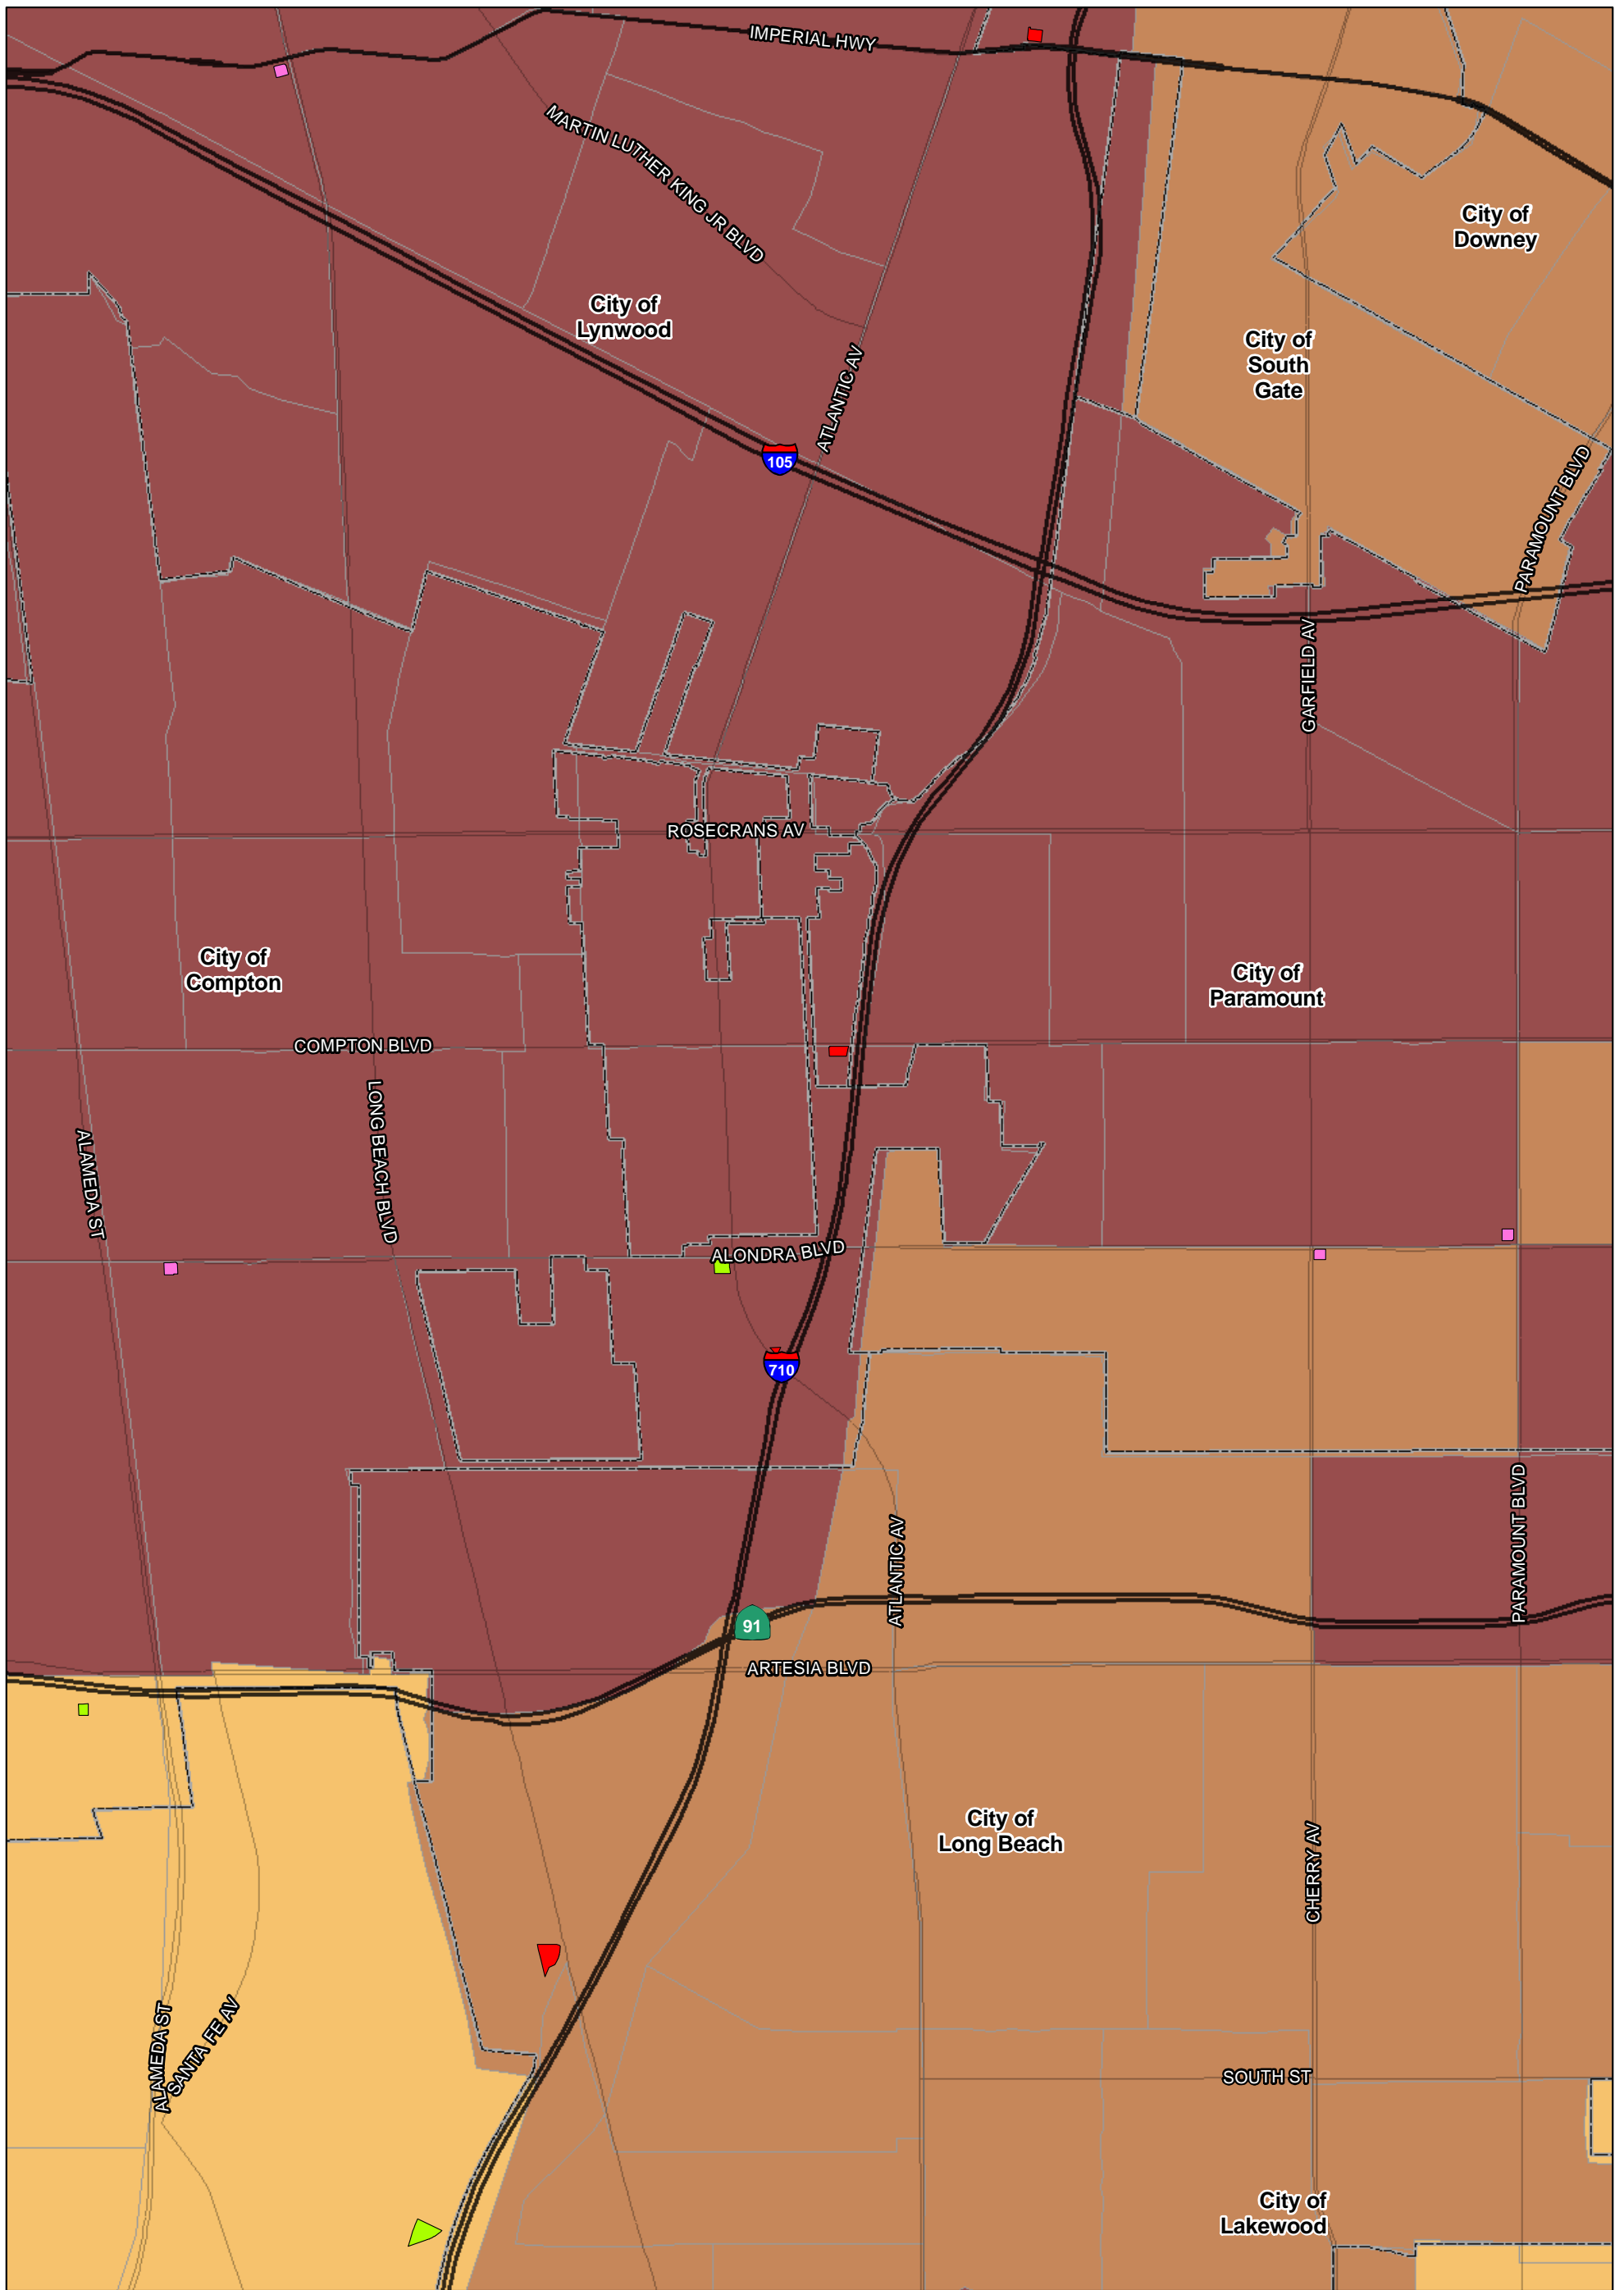 IMPERIAL HWY
MARTIN LUTHER KING JR BLVD
City of
Downey
City of
Lynwood
City of
South
Gate
ATLANTIC AV
105
PARAMOUNT BLVD
GARFIELD AV
ROSECRANS AV
City of
Compton
City of
Paramount
COMPTON BLVD
LONG BEACH BLVD
ALAMEDA ST
ALONDRA BLVD
710
ATLANTIC AV
PARAMOUNT BLVD
91
ARTESIA BLVD
City of
Long Beach
CHERRY AV
ALAMEDA ST
SANTA FE AV
SOUTH ST
City of
Lakewood